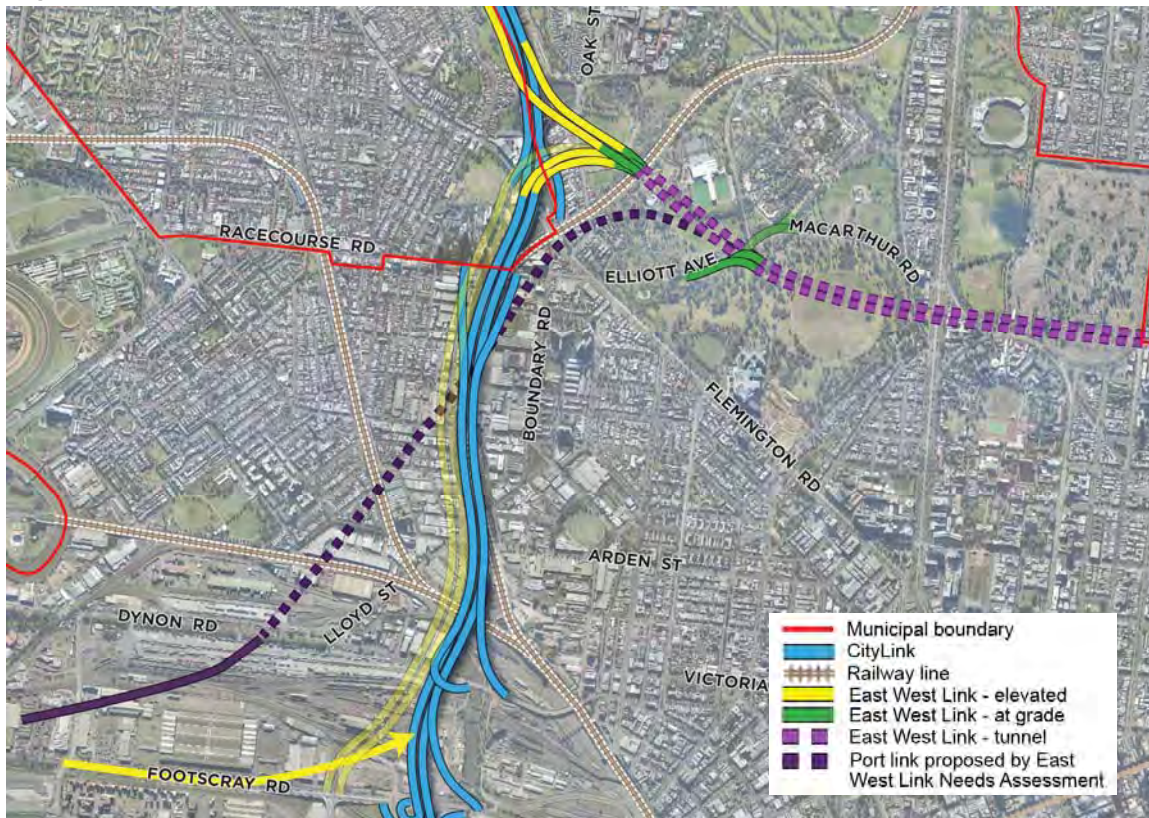 OAK ST
RACECOURSE RD
MACARTHUR RD
ELLIOTT AVE
BOUNDARY RD
FLEMINGTON RD
ARDEN ST
LLOYD ST
DYNON RD
VICTORIA
FOOTSCRAY RD
Municipal boundary
CityLink
Railway line
East West Link - elevated
East West Link - at grade
East West Link - tunnel
Port link proposed by East
West Link Needs Assessment